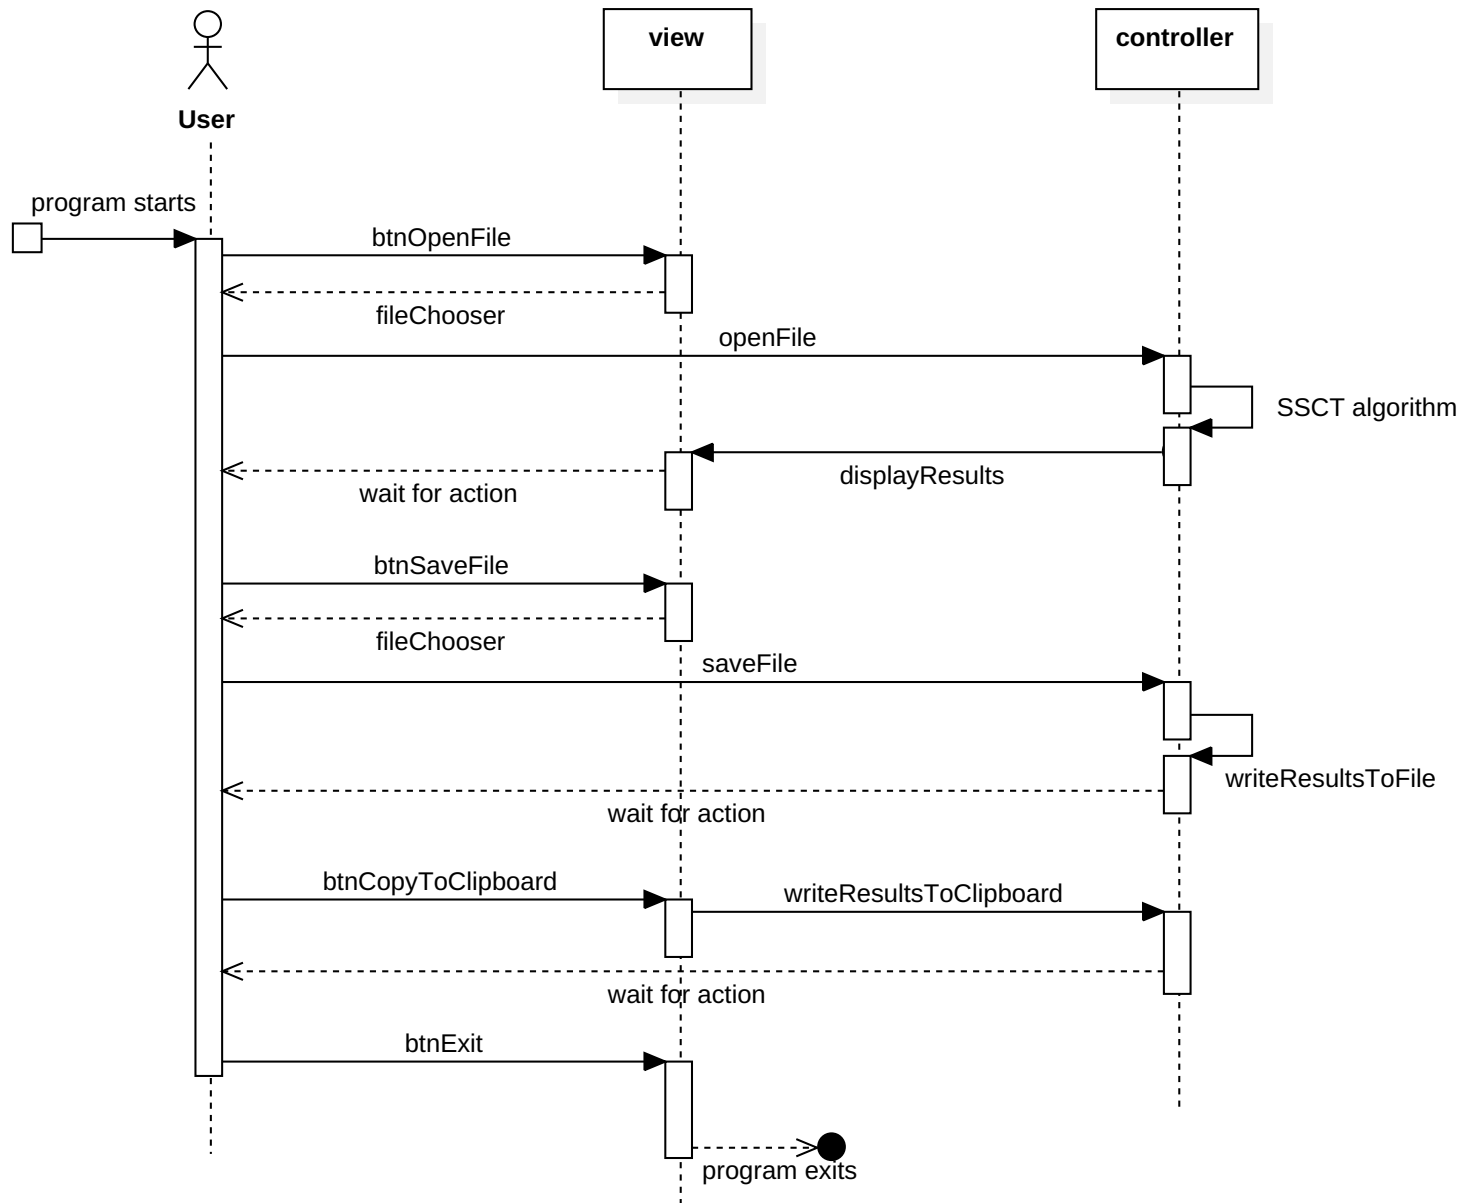 view
controller
User
program starts
btnOpenFile
fileChooser
openFile
SSCT algorithm
displayResults
wait for action
btnSaveFile
fileChooser
saveFile
writeResultsToFile
wait for action
btnCopyToClipboard
writeResultsToClipboard
wait for action
btnExit
program exits